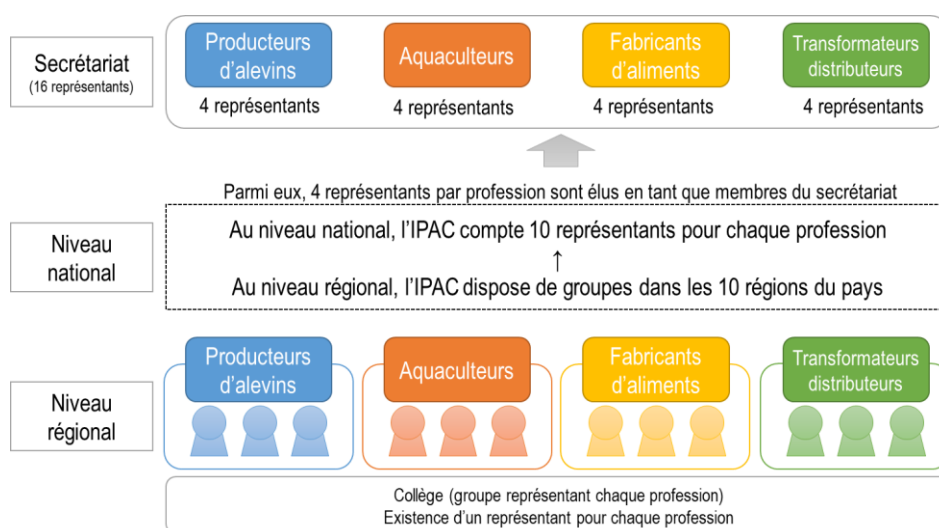 Secrétariat
(16 représentants)
Producteurs
d'alevins
Aquaculteurs
Fabricants
d'aliments
Transformateurs
distributeurs
4 représentants
4 représentants
4 représentants
4 représentants
Parmi eux, 4 représentants par profession sont élus en tant que membres du secrétariat
Niveau
national
Au niveau national, l'IPAC compte 10 représentants pour chaque profession
↑
Au niveau régional, l'IPAC dispose de groupes dans les 10 régions du pays
Niveau
régional
Producteurs
d'alevins
Aquaculteurs
Fabricants
d'aliments
Transformateurs
distributeurs
Collège (groupe représentant chaque profession)
Existence d'un représentant pour chaque profession